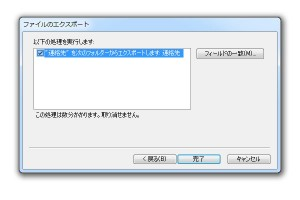 ファイルのエクスポート
以下の処理を実行します:
"連絡先" を次のフォルダーからエクスポートします: 連絡先
フィールドの一致(M)...
この処理は数分かかります。取り消せません。
< 戻る(B)
完了
キャンセル